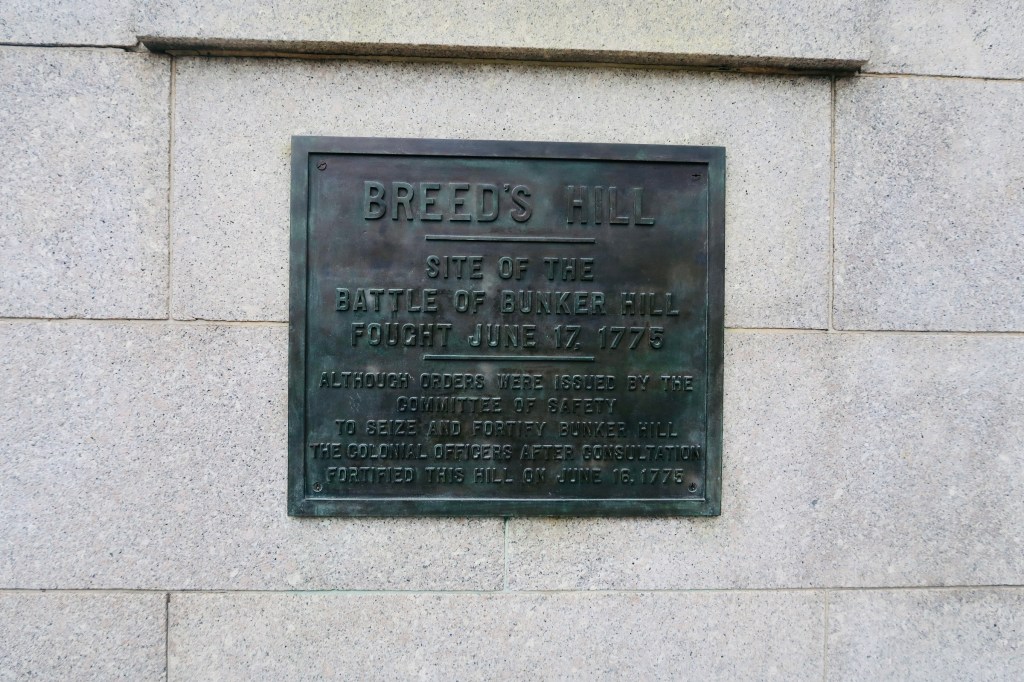 BREED'S HILL
SITE OF THE
BATTLE OF BUNKER HILL
FOUGHT JUNE 17, 1775
ALTHOUGH ORDERS WERE ISSUED BY THE
COMMITTEE OF SAFETY
TO SEIZE AND FORTIFY BUNKER HILL
THE COLONIAL OFFICERS AFTER CONSULTATION
FORTIFIED THIS HILL ON JUNE 16, 1775